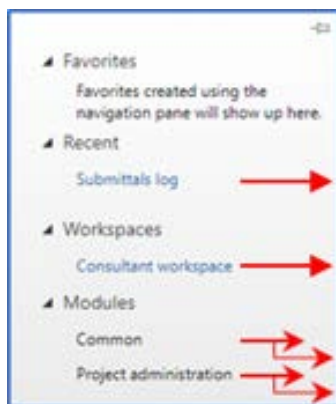 Favorites
Favorites created using the
navigation pane will show up here.
Recent
Submittals log
Workspaces
Consultant workspace
Modules
Common
Project administration